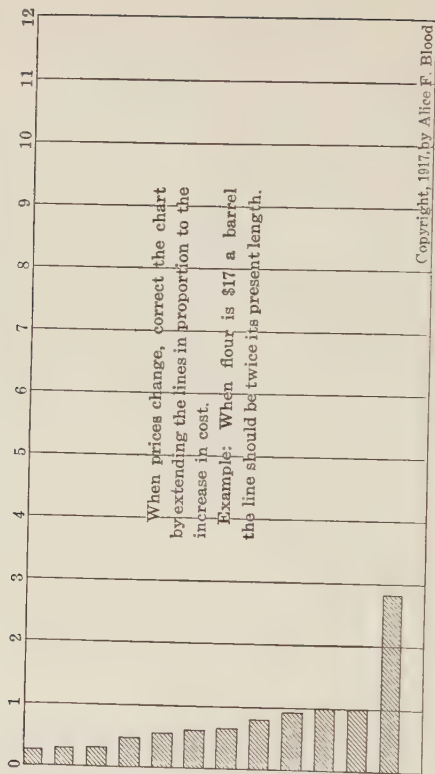 0 1 2 3 4 5 6 7 8 9 10 11 12
When prices change, correct the chart
by extending the lines in proportion to the
increase in cost.
Example: When flour is $17 a barrel
the line should be twice its present length.
Copyright, 1917, by Alice F. Blood